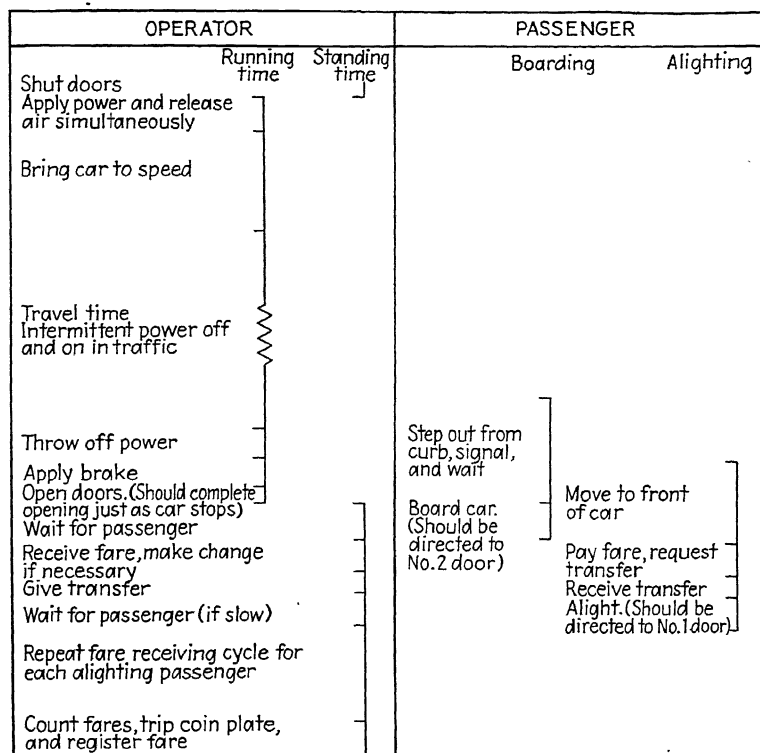 OPERATOR
PASSENGER
Running time
Standing time
Boarding
Alighting
Shut doors
Apply power and release
air simultaneously
Bring car to speed
Travel time
Intermittent power off
and on in traffic
Throw off power
Apply brake
Open doors.(Should complete
opening just as car stops)
Wait for passenger
Receive fare, make change
if necessary
Give transfer
Wait for passenger (if slow)
Repeat fare receiving cycle for
each alighting passenger
Count fares, trip coin plate,
and register fare
Step out from
curb, signal,
and wait
Board car.
(Should be
directed to
No.2 door)
Move to front
of car
Pay fare, request
transfer
Receive transfer
Alight.(Should be
directed to No.1 door)